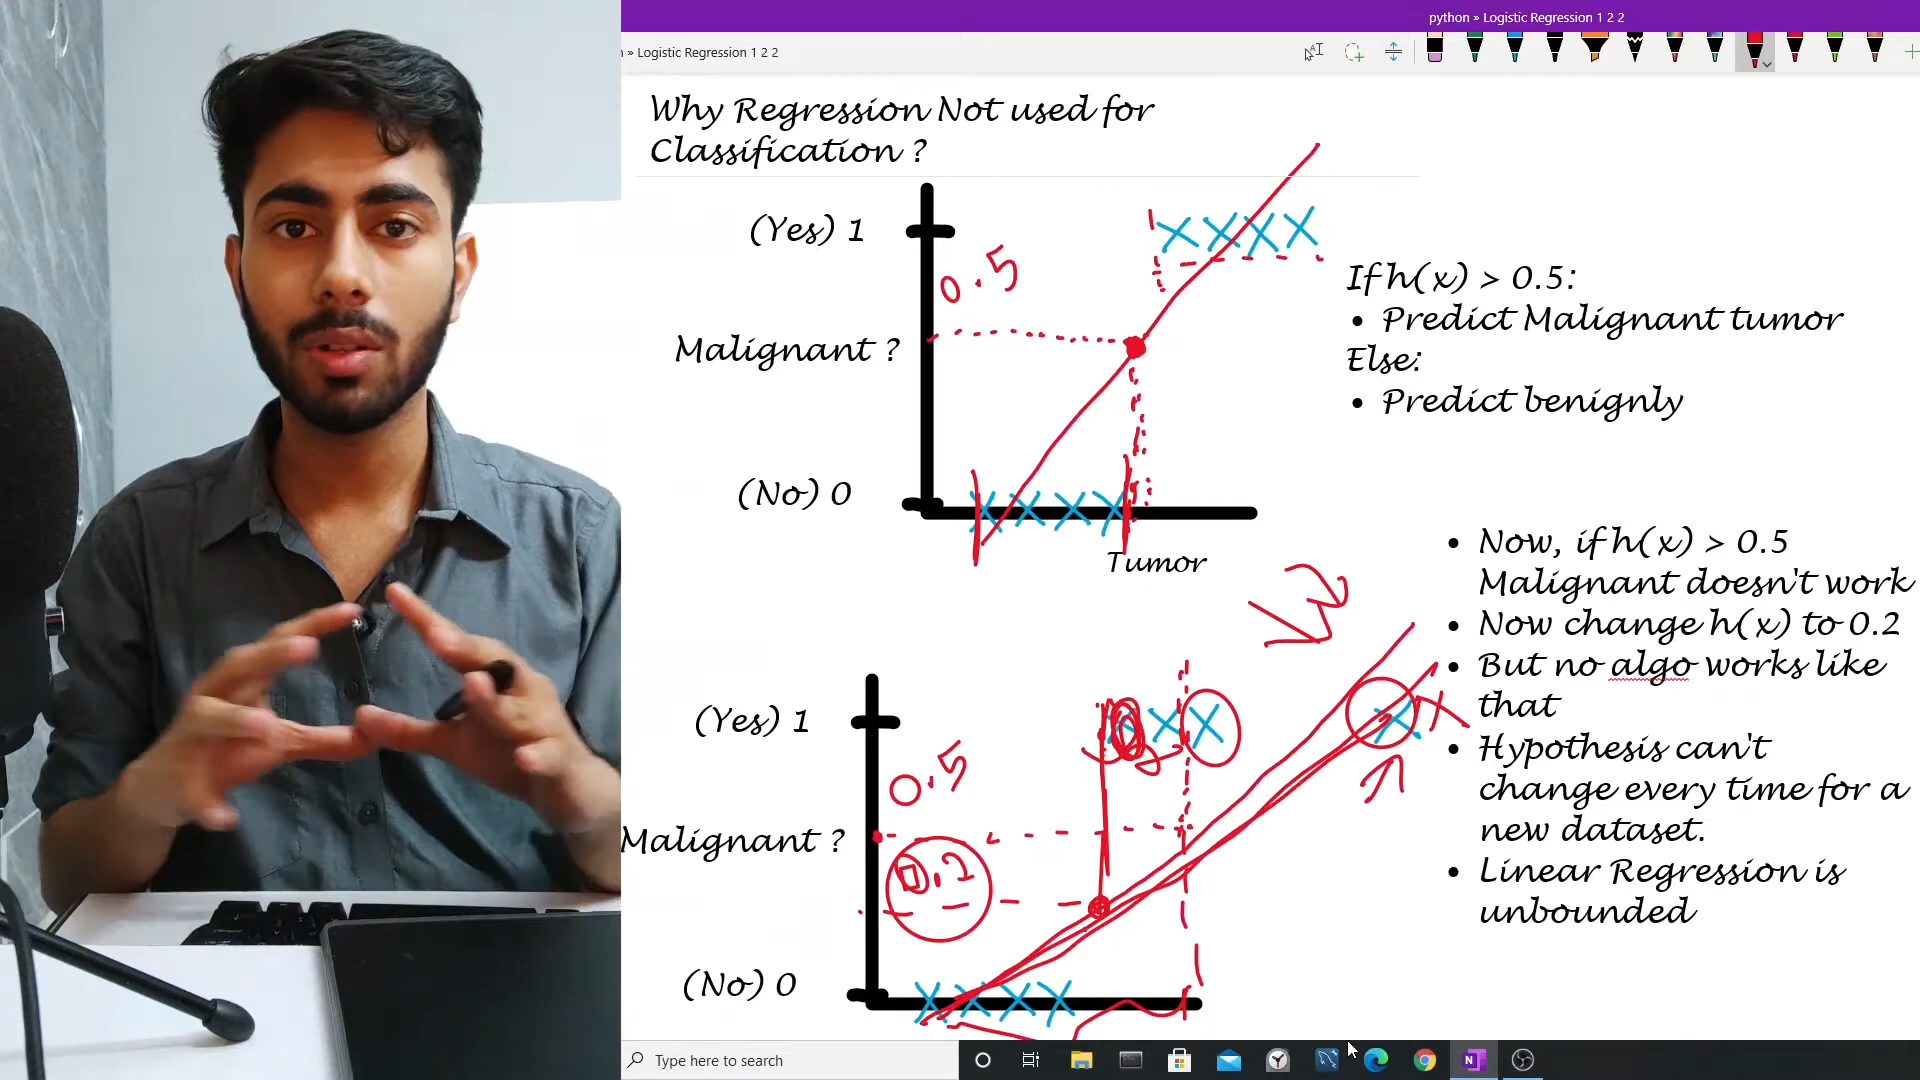 python » Logistic Regression 1 2 2
» Logistic Regression 1 2 2
Why Regression Not used for
Classification ?
(Yes) 1
0.5
Malignant ?
(No) 0
Tumor
If h(x) > 0.5:
• Predict Malignant tumor
Else:
• Predict benignly
(Yes) 1
0.5
Malignant ?
0.2
(No) 0
• Now, if h(x) > 0.5
Malignant doesn't work
• Now change h(x) to 0.2
• But no algo works like
that
• Hypothesis can't
change every time for a
new dataset.
• Linear Regression is
unbounded
Type here to search